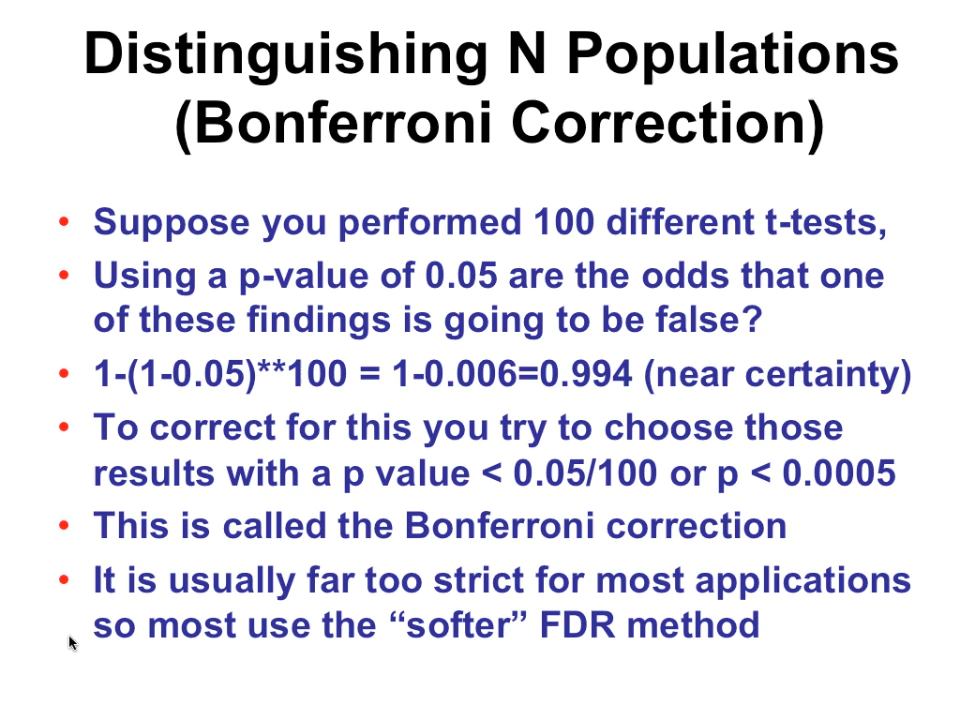 Distinguishing N Populations
(Bonferroni Correction)
• Suppose you performed 100 different t-tests,
• Using a p-value of 0.05 are the odds that one
of these findings is going to be false?
• 1-(1-0.05)**100 = 1-0.006=0.994 (near certainty)
• To correct for this you try to choose those
results with a p value < 0.05/100 or p < 0.0005
• This is called the Bonferroni correction
• It is usually far too strict for most applications
so most use the “softer” FDR method